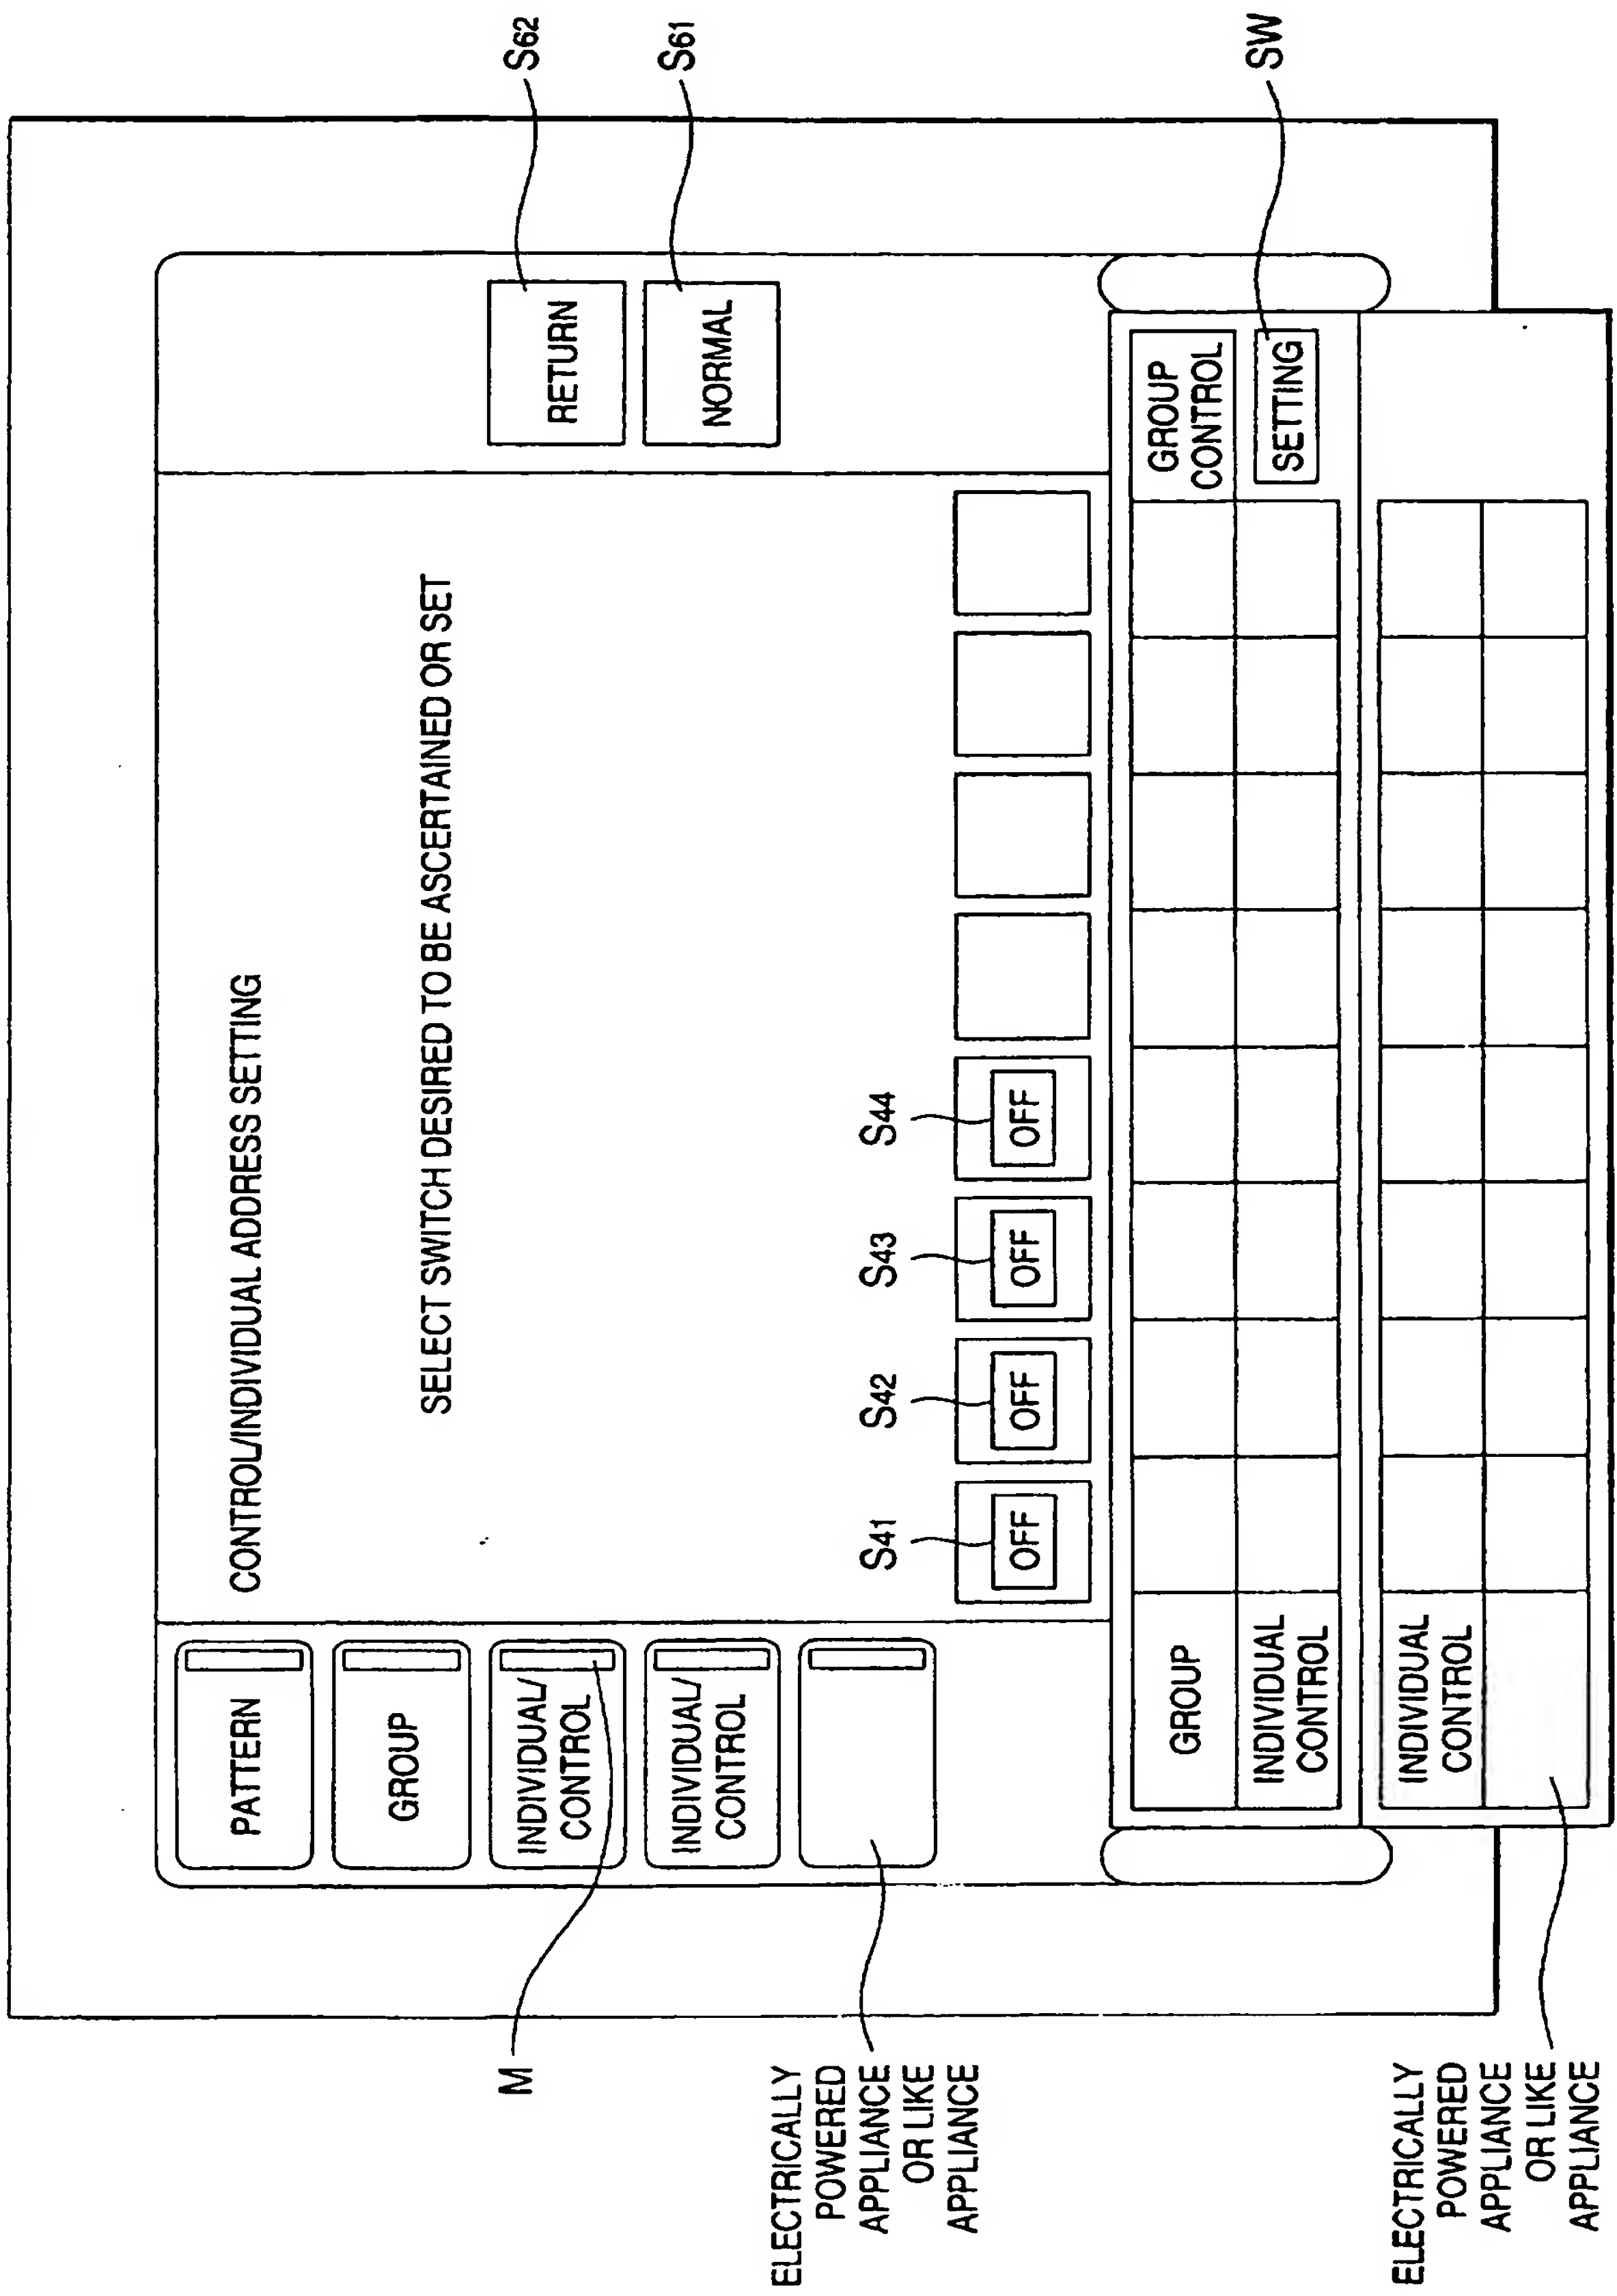 CONTROL/INDIVIDUAL ADDRESS SETTING
SELECT SWITCH DESIRED TO BE ASCERTAINED OR SET
PATTERN
GROUP
INDIVIDUAL/
CONTROL
INDIVIDUAL/
CONTROL
M
ELECTRICALLY
POWERED
APPLIANCE
OR LIKE
APPLIANCE
RETURN
S62
NORMAL
S61
S41
S42
S43
S44
OFF
OFF
OFF
OFF
GROUP
GROUP
CONTROL
INDIVIDUAL
CONTROL
SETTING
SW
INDIVIDUAL
CONTROL
ELECTRICALLY
POWERED
APPLIANCE
OR LIKE
APPLIANCE